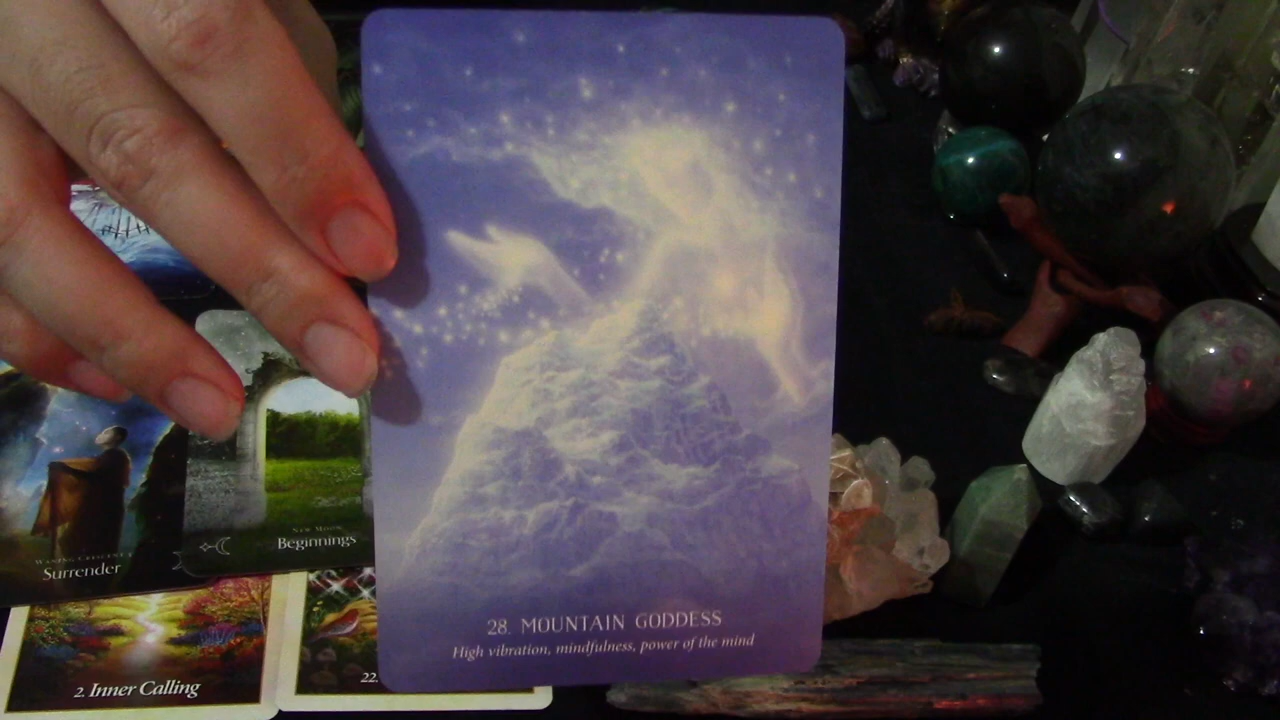 28. MOUNTAIN GODDESS
High vibration, mindfulness, power of the mind
WANING CRESCENT
Surrender
NEW MOON
Beginnings
2. Inner Calling
22.